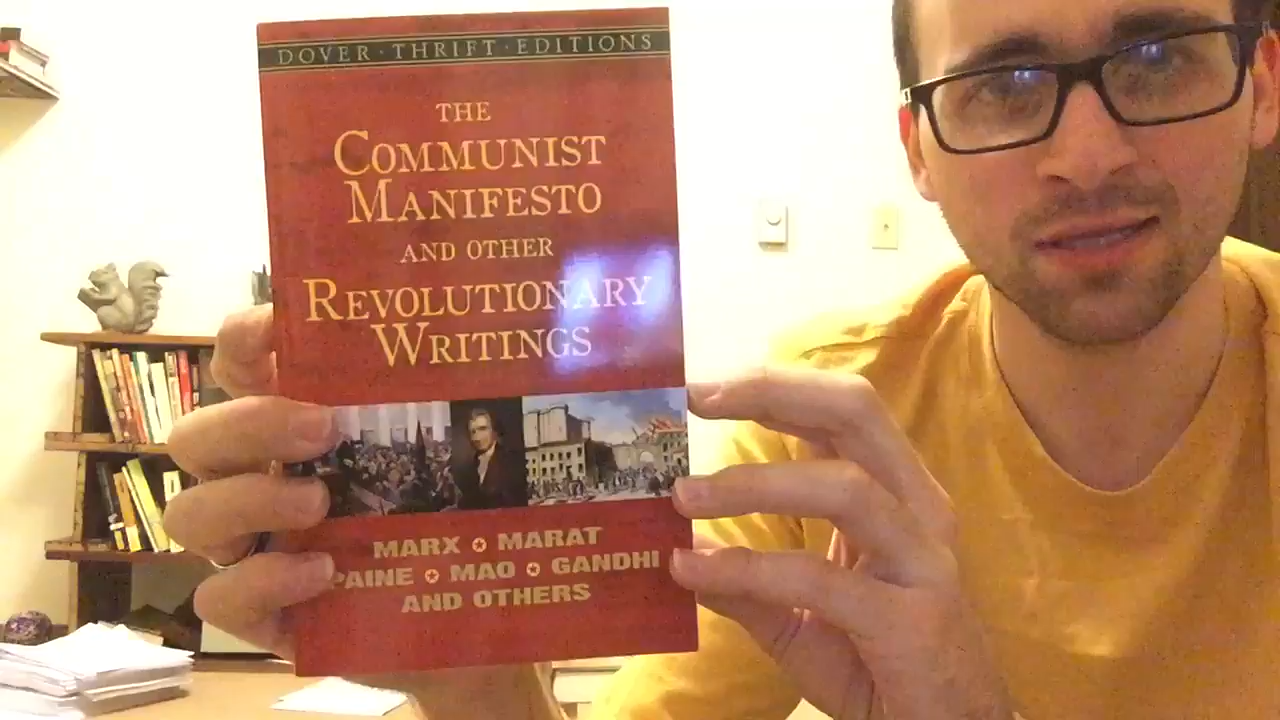 DOVER · THRIFT · EDITIONS
THE
COMMUNIST
MANIFESTO
AND OTHER
REVOLUTIONARY
WRITINGS
MARX ✪ MARAT
PAINE ✪ MAO ✪ GANDHI
AND OTHERS